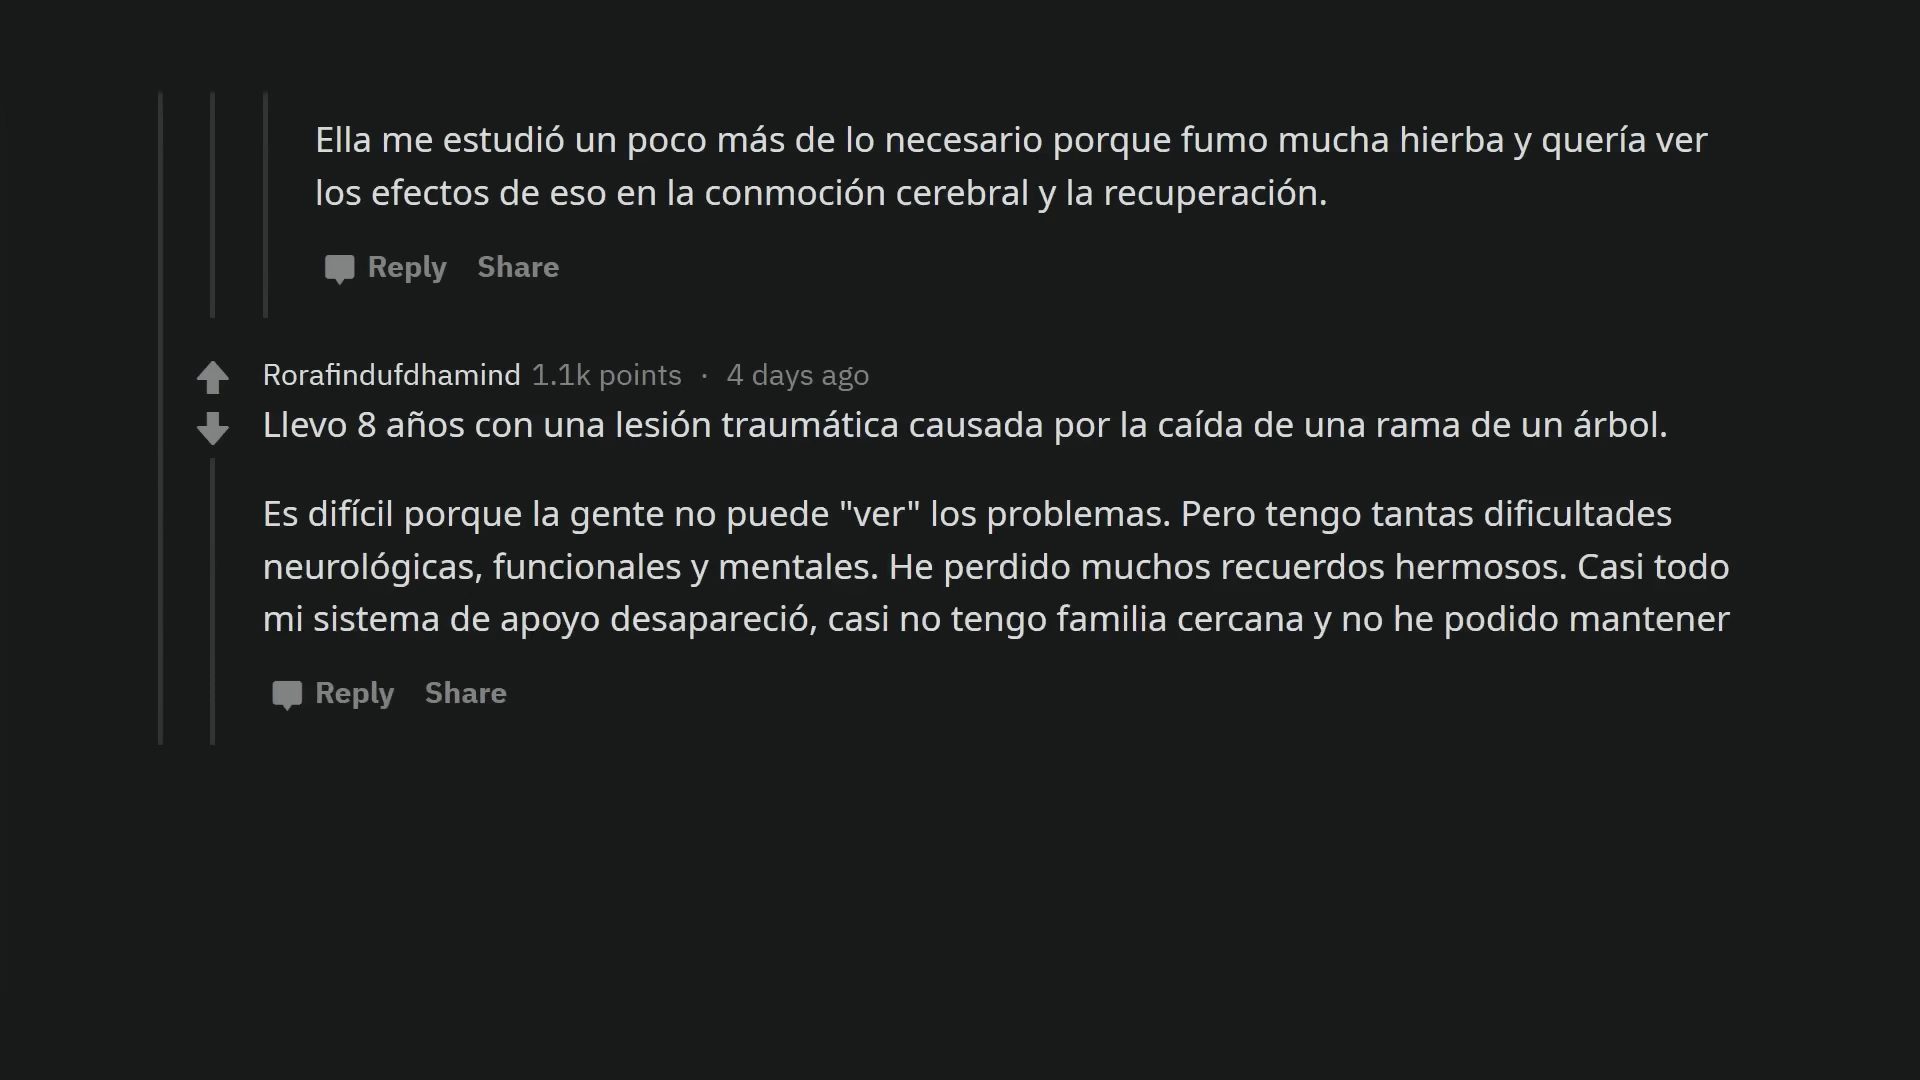 Ella me estudió un poco más de lo necesario porque fumo mucha hierba y quería ver
los efectos de eso en la conmoción cerebral y la recuperación.
Reply Share
Rorafindufdhamind 1.1k points · 4 days ago
Llevo 8 años con una lesión traumática causada por la caída de una rama de un árbol.
Es difícil porque la gente no puede "ver" los problemas. Pero tengo tantas dificultades
neurológicas, funcionales y mentales. He perdido muchos recuerdos hermosos. Casi todo
mi sistema de apoyo desapareció, casi no tengo familia cercana y no he podido mantener
Reply Share